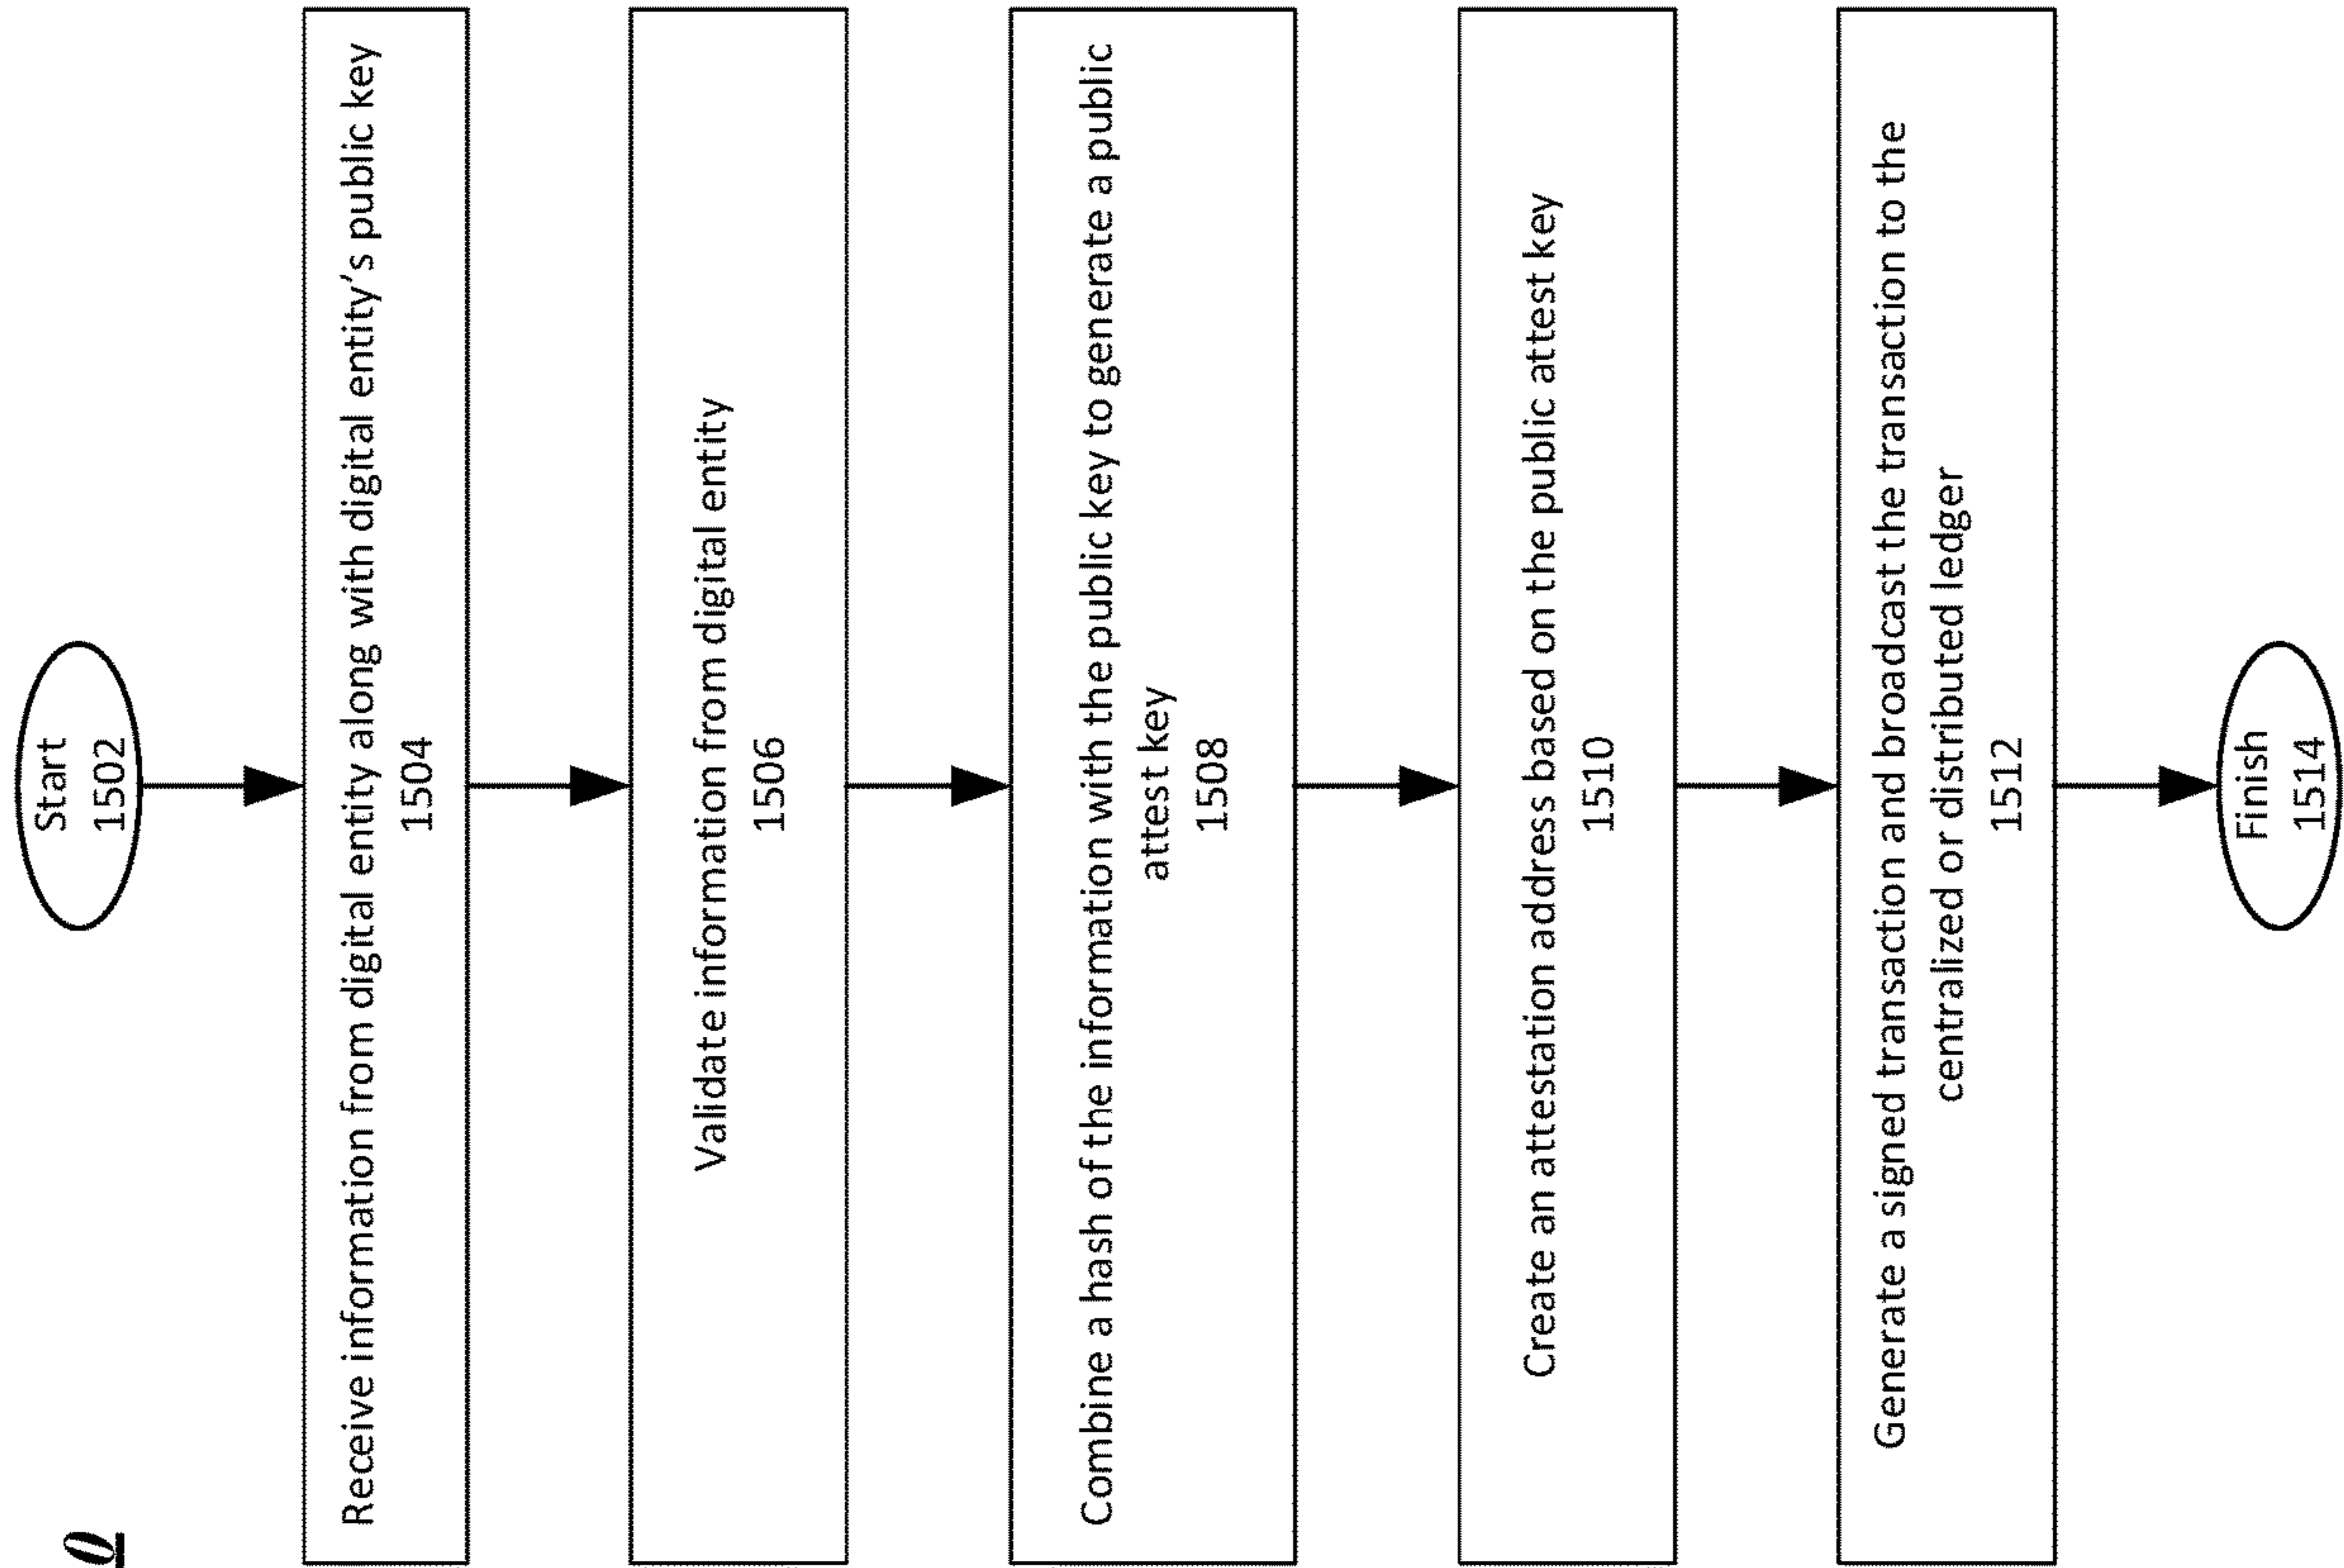 0
Start
1502
Receive information from digital entity along with digital entity's public key
1504
Validate information from digital entity
1506
Combine a hash of the information with the public key to generate a public
attest key
1508
Create an attestation address based on the public attest key
1510
Generate a signed transaction and broadcast the transaction to the
centralized or distributed ledger
1512
Finish
1514